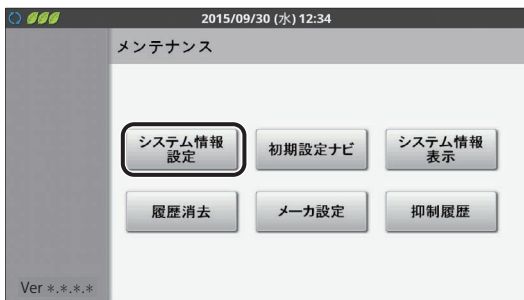 2015/09/30 (水) 12:34
メンテナンス
システム情報
設定
初期設定ナビ
システム情報
表示
履歴消去
メーカ設定
抑制履歴
Ver *.*.*.*